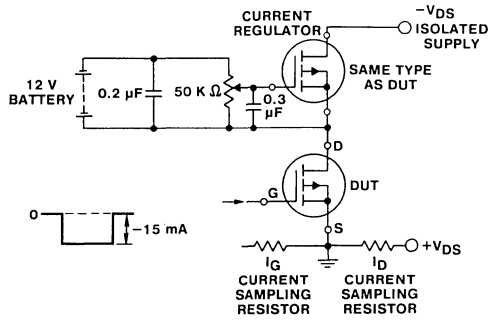 CURRENT
REGULATOR
−VDS
ISOLATED
SUPPLY
SAME TYPE
AS DUT
12 V
BATTERY
0.2 µF
50 K Ω
0.3
µF
D
DUT
G
S
0
−15 mA
+VDS
IG
CURRENT
SAMPLING
RESISTOR
ID
CURRENT
SAMPLING
RESISTOR